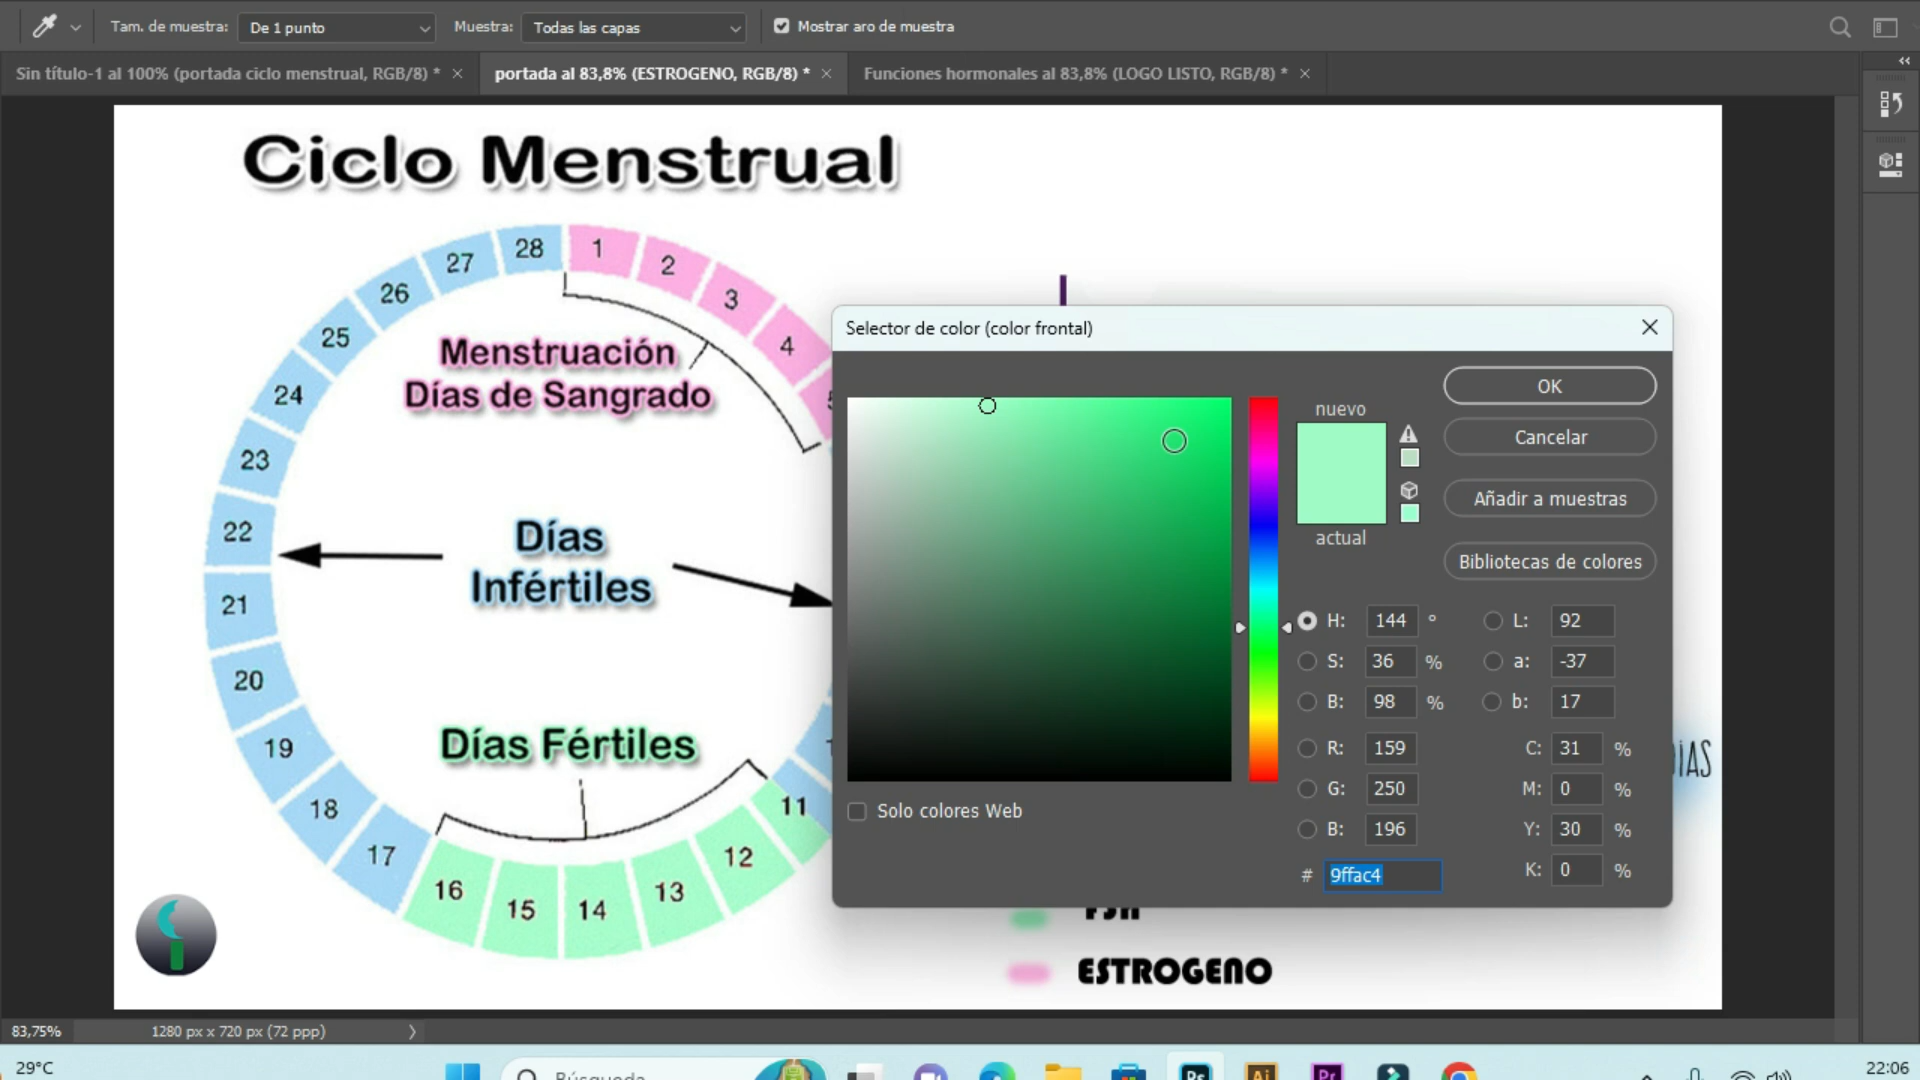 Tam. de muestra: De 1 punto Muestra: Todas las capas Mostrar aro de muestra
Sin título-1 al 100% (portada ciclo menstrual, RGB/8) * × portada al 83,8% (ESTROGENO, RGB/8) * × Funciones hormonales al 83,8% (LOGO LISTO, RGB/8) * ×
Ciclo Menstrual
28 1
27 2
26 3
25 4
24
23
22
21
20
19
18
17
16
15
14
13
12
11
Menstruación
Días de Sangrado
Días
Infértiles
Días Fértiles
Selector de color (color frontal)
nuevo
actual
OK
Cancelar
Añadir a muestras
Bibliotecas de colores
H: 144 ° L: 92
S: 36 % a: -37
B: 98 % b: 17
R: 159 C: 31 %
G: 250 M: 0 %
B: 196 Y: 30 %
# 9ffac4 K: 0 %
Solo colores Web
FSH
ESTROGENO
83,75% 1280 px x 720 px (72 ppp)
29°C
Búsqueda
Ps
Ai
Pr
22:06